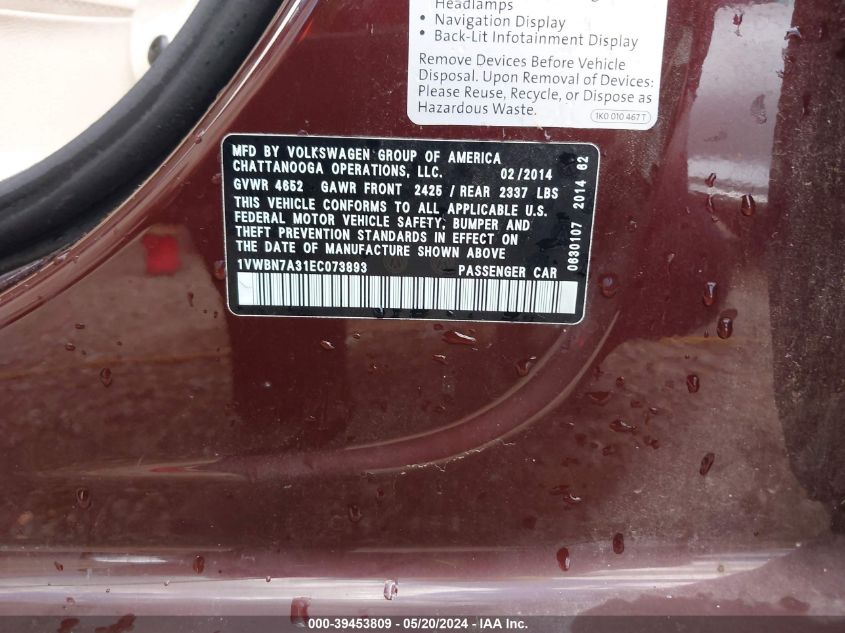 Headlamps
• Navigation Display
• Back-Lit Infotainment Display
Remove Devices Before Vehicle
Disposal. Upon Removal of Devices:
Please Reuse, Recycle, or Dispose as
Hazardous Waste.
1K0 010 467 T
MFD BY VOLKSWAGEN GROUP OF AMERICA
CHATTANOOGA OPERATIONS, LLC. 02/2014
GVWR 4652 GAWR FRONT 2425 / REAR 2337 LBS
THIS VEHICLE CONFORMS TO ALL APPLICABLE U.S.
FEDERAL MOTOR VEHICLE SAFETY, BUMPER AND
THEFT PREVENTION STANDARDS IN EFFECT ON
THE DATE OF MANUFACTURE SHOWN ABOVE
1VWBN7A31EC073893 PASSENGER CAR
0630107 2014 62
000-39453809 - 05/20/2024 - IAA Inc.